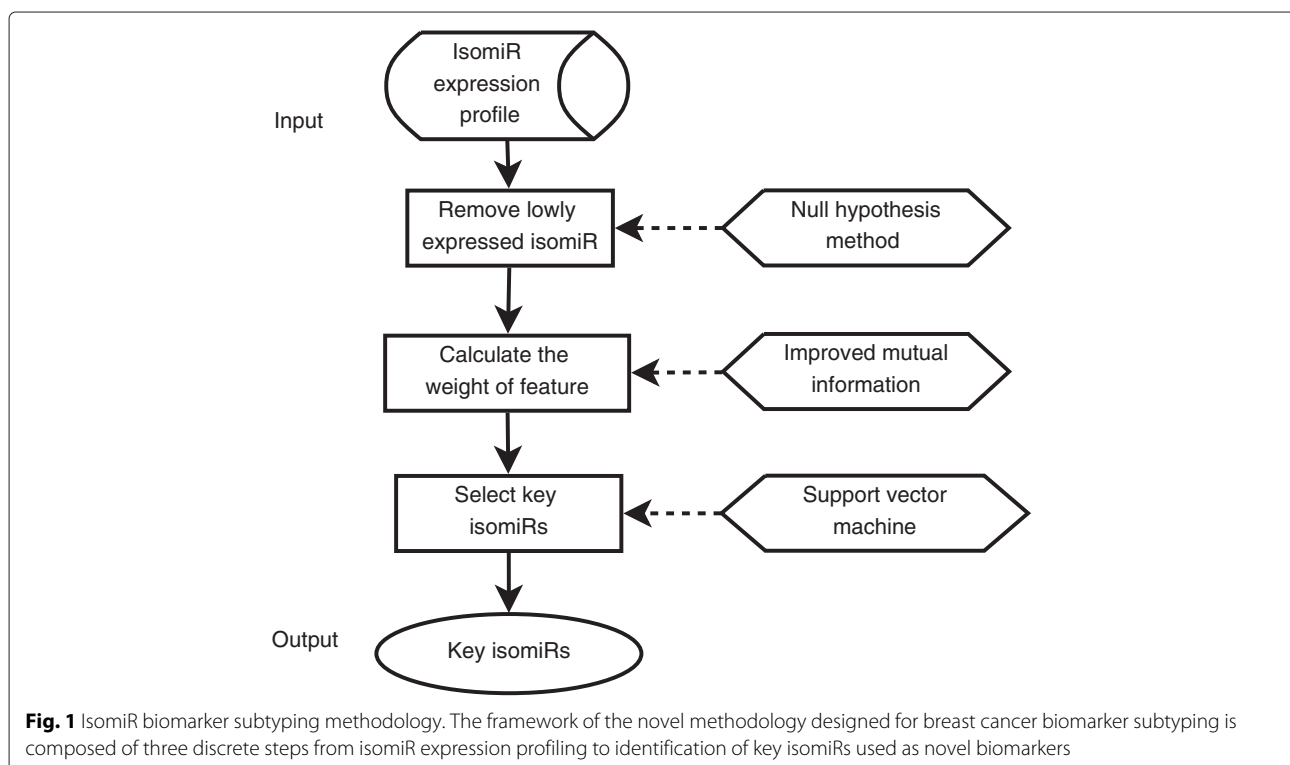 IsomiR
expression
profile
Input
Remove lowly
expressed isomiR
Null hypothesis
method
Calculate the
weight of feature
Improved mutual
information
Select key
isomiRs
Support vector
machine
Output
Key isomiRs
Fig. 1 IsomiR biomarker subtyping methodology. The framework of the novel methodology designed for breast cancer biomarker subtyping is
composed of three discrete steps from isomiR expression profiling to identification of key isomiRs used as novel biomarkers